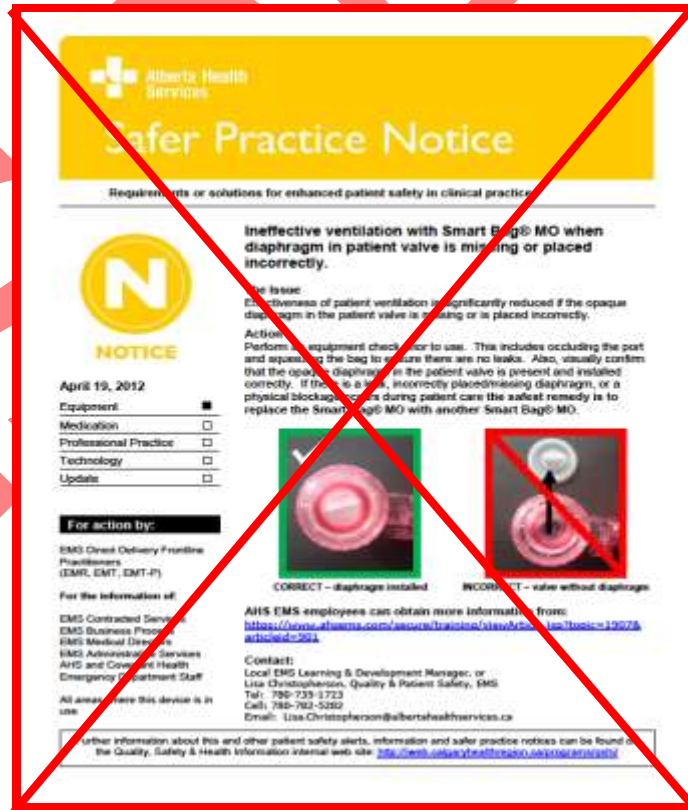 Alberta Health
Services
Safer Practice Notice
Requirements or solutions for enhanced patient safety in clinical practice
N
NOTICE
April 19, 2012
Equipment ■
Medication □
Professional Practice □
Technology □
Update □
For action by:
EMS Direct Delivery Frontline
Practitioners
(EMR, EMT, EMT-P)
For the information of:
EMS Contracted Services
EMS Business Process
EMS Medical Directors
EMS Administrative Services
AHS and Covenant Health
Emergency Department Staff
All areas where this device is in
use
Ineffective ventilation with Smart Bag® MO when
diaphragm in patient valve is missing or placed
incorrectly.
The Issue
Effectiveness of patient ventilation is significantly reduced if the opaque
diaphragm in the patient valve is missing or is placed incorrectly.
Action
Perform an equipment check prior to use. This includes occluding the port
and squeezing the bag to ensure there are no leaks. Also, visually confirm
that the opaque diaphragm in the patient valve is present and installed
correctly. If there is a leak, incorrectly placed/missing diaphragm, or a
physical blockage occurs during patient care the safest remedy is to
replace the Smart Bag® MO with another Smart Bag® MO.
CORRECT – diaphragm installed
INCORRECT – valve without diaphragm
AHS EMS employees can obtain more information from:
articleid=901
Contact:
Local EMS Learning & Development Manager, or
Lisa Christopherson, Quality & Patient Safety, EMS
Tel: 780-735-1723
Cell: 780-782-5282
Email: Lisa.Christopherson@albertahealthservices.ca
Further information about this and other patient safety alerts, information and safer practice notices can be found on
the Quality, Safety & Health Information internal web site: